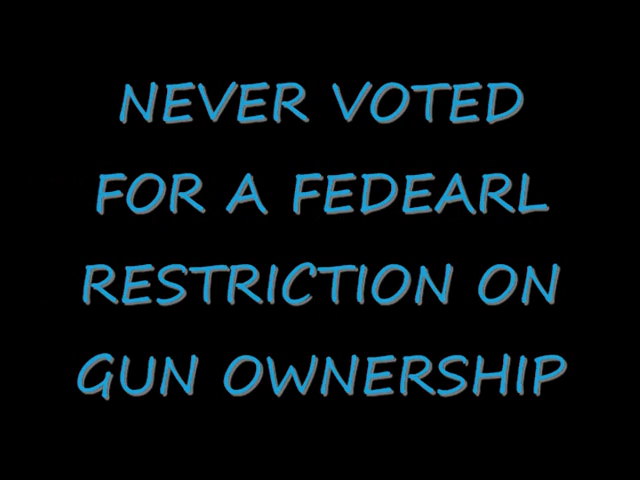 NEVER VOTED
FOR A FEDEARL
RESTRICTION ON
GUN OWNERSHIP